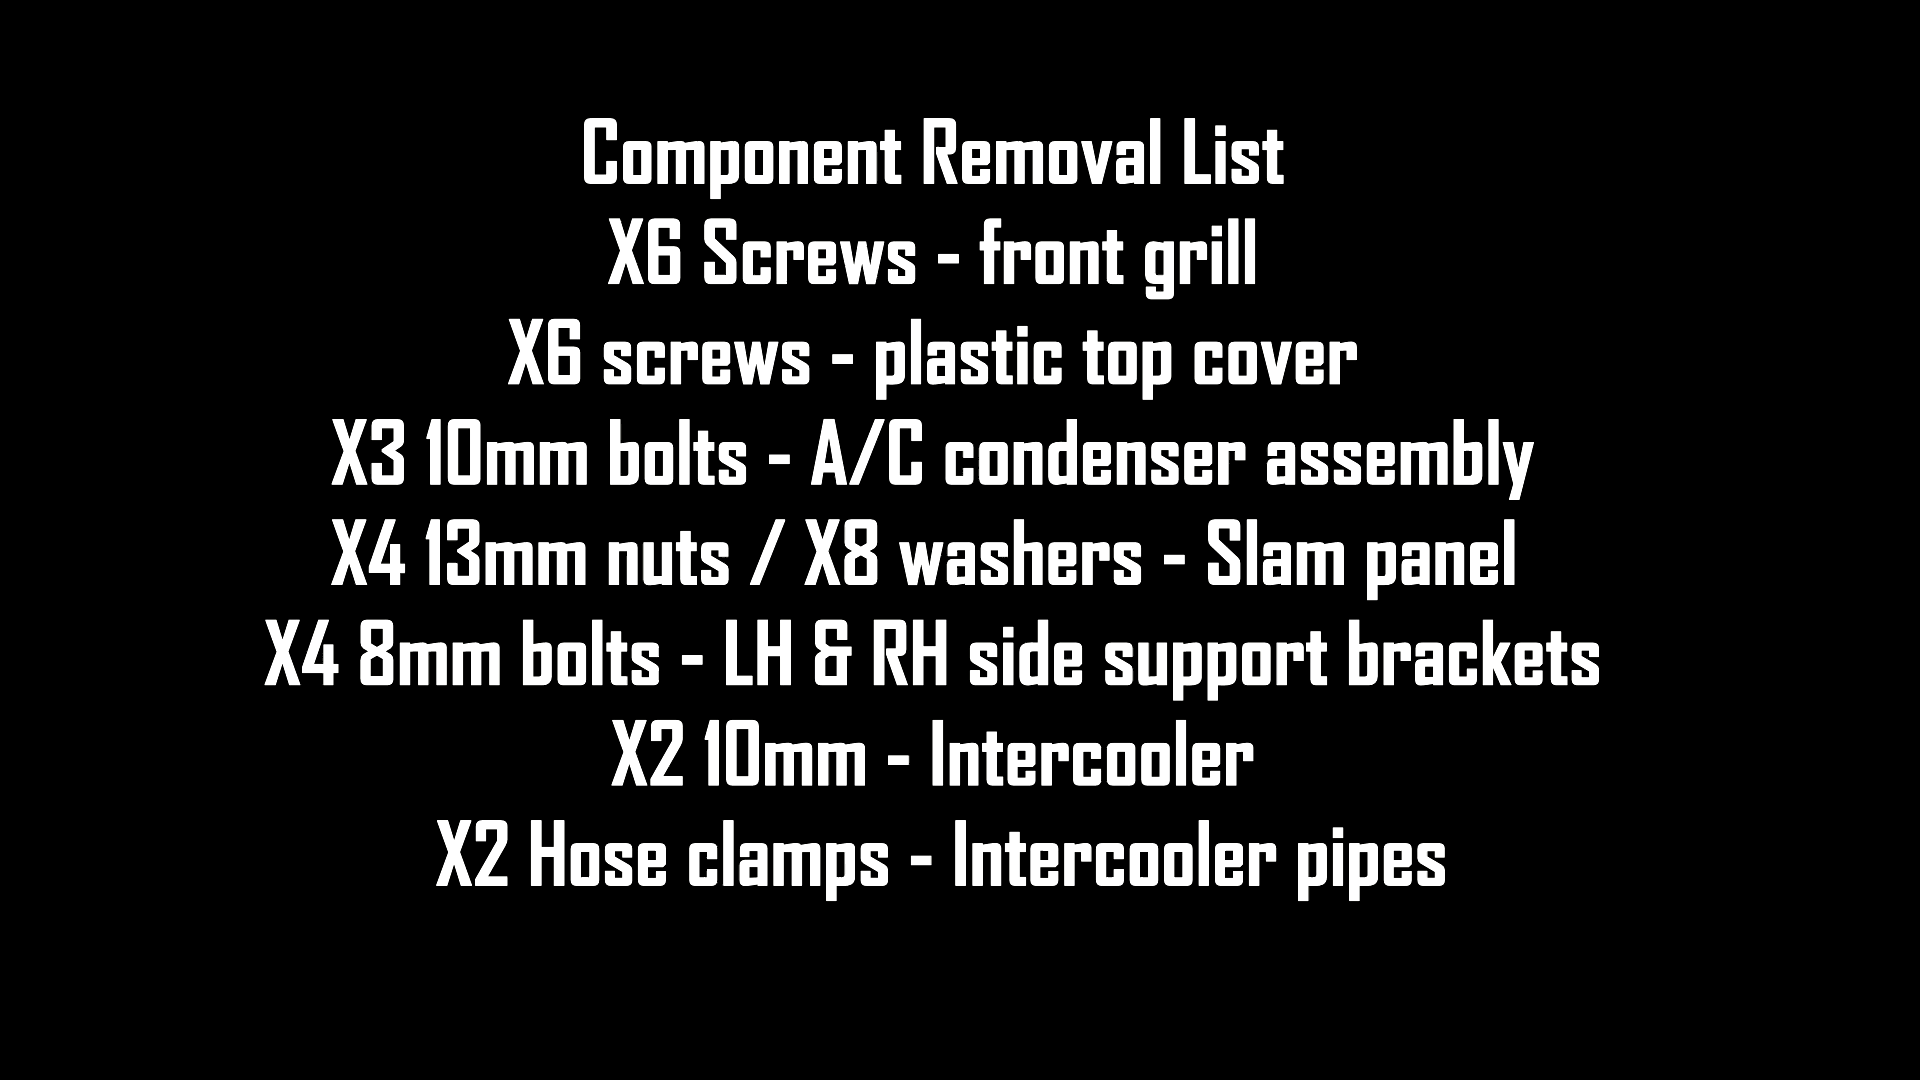 Component Removal List
X6 Screws - front grill
X6 screws - plastic top cover
X3 10mm bolts - A/C condenser assembly
X4 13mm nuts / X8 washers - Slam panel
X4 8mm bolts - LH & RH side support brackets
X2 10mm - Intercooler
X2 Hose clamps - Intercooler pipes